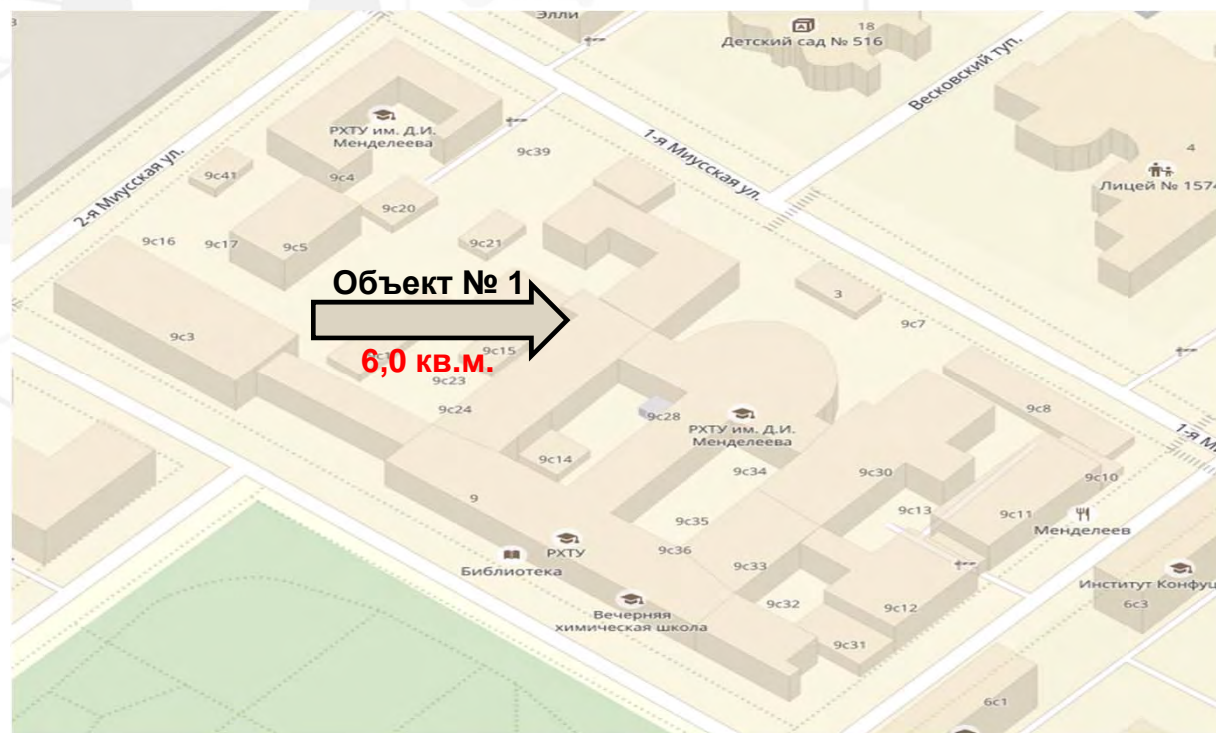 Элли
18
Детский сад № 516
Весковский туп.
РХТУ им. Д.И.
Менделеева
9с39
1-я Миусская ул.
4
Лицей № 1574
2-я Миусская ул.
9с41
9с4
9с20
9с16
9с17
9с5
9с21
Объект № 1
3
9с7
9с3
9с15
6,0 кв.м.
9с23
9с24
9с28
РХТУ им. Д.И.
Менделеева
9с8
9с14
9с34
9с30
9с10
9
9с35
9с13
9с11
Менделеев
РХТУ
9с36
Библиотека
9с33
Институт Конфуц
6с3
Вечерняя
химическая школа
9с32
9с12
9с31
6с1